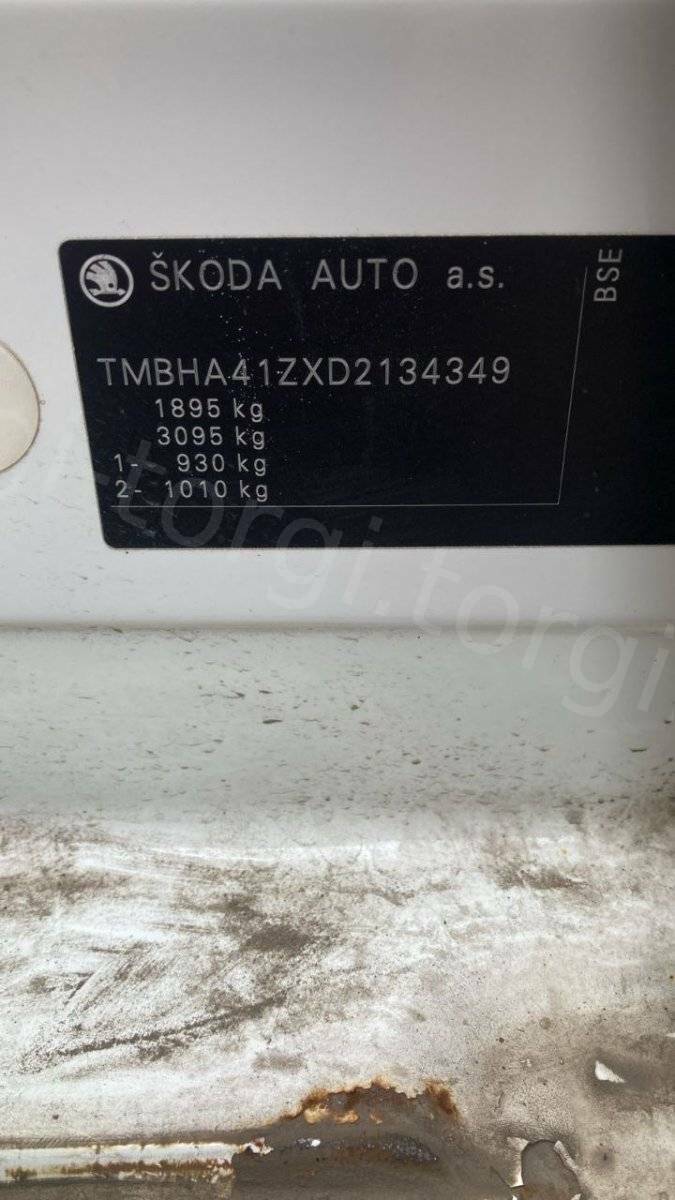 ŠKODA AUTO a.s.
BSE
TMBHA41ZXD2134349
1895 kg
3095 kg
1- 930 kg
2- 1010 kg
-torgi.torgi.